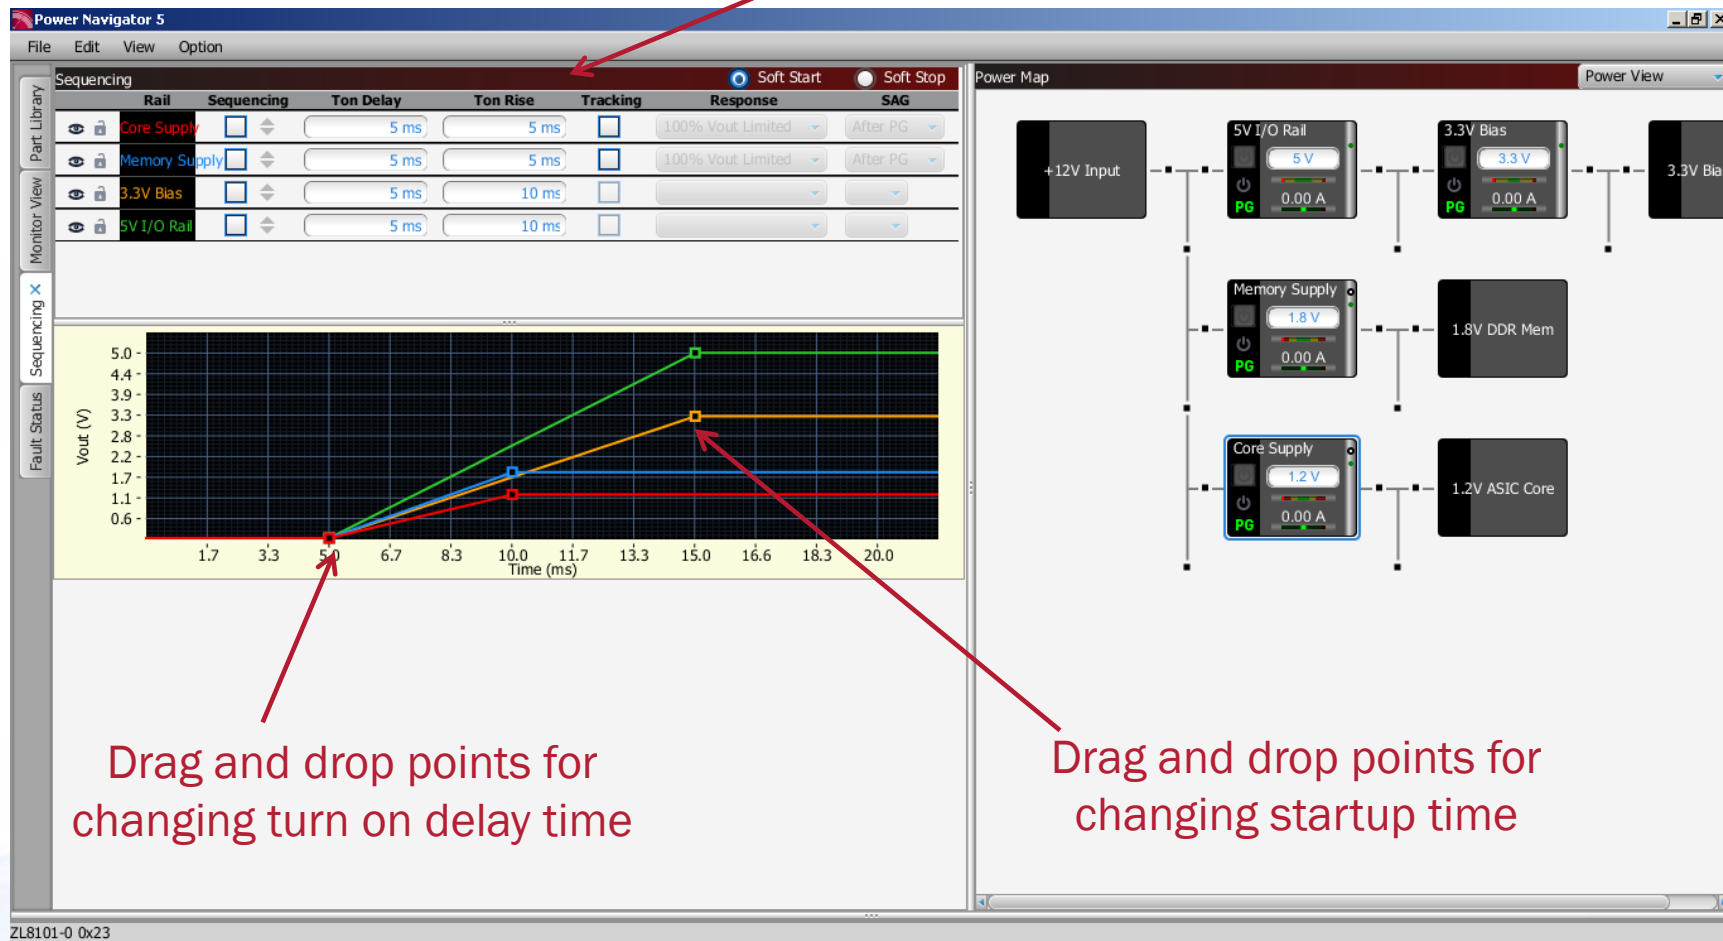 Power Navigator 5
File Edit View Option
Part Library
Monitor View
Sequencing
Fault Status
Sequencing Soft Start Soft Stop
Rail Sequencing Ton Delay Ton Rise Tracking Response SAG
Core Supply 5 ms 5 ms 100% Vout Limited After PG
Memory Supply 5 ms 5 ms 100% Vout Limited After PG
3.3V Bias 5 ms 10 ms
5V I/O Rail 5 ms 10 ms
Vout (V)
5.0
4.4
3.9
3.3
2.8
2.2
1.7
1.1
0.6
1.7 3.3 5.0 6.7 8.3 10.0 11.7 13.3 15.0 16.6 18.3 20.0
Time (ms)
Drag and drop points for
changing turn on delay time
Drag and drop points for
changing startup time
Power Map Power View
+12V Input
5V I/O Rail
5 V
0.00 A
PG
3.3V Bias
3.3 V
0.00 A
PG
3.3V Bia
Memory Supply
1.8 V
0.00 A
PG
1.8V DDR Mem
Core Supply
1.2 V
0.00 A
PG
1.2V ASIC Core
ZL8101-0 0x23